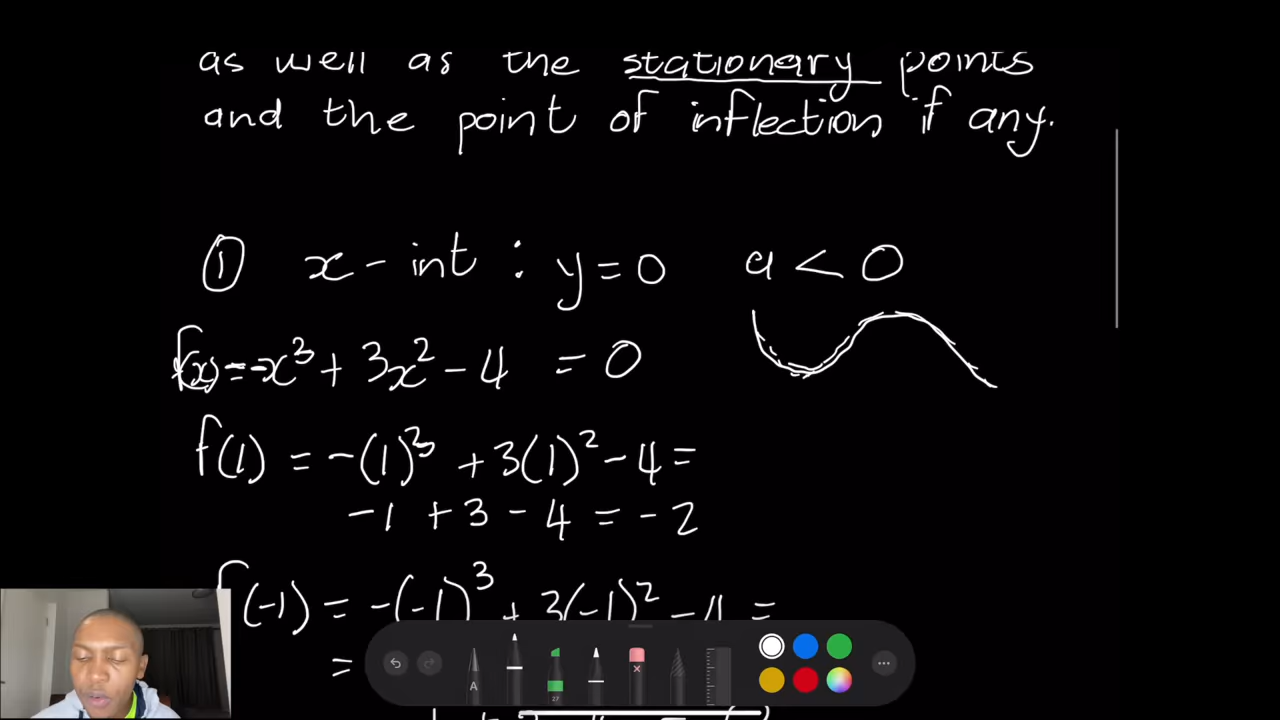 as well as the stationary points
and the point of inflection if any.
① x - int : y = 0 a < 0
f(x) = -x³ + 3x² - 4 = 0
f(1) = -(1)³ + 3(1)² - 4 =
-1 + 3 - 4 = -2
f(-1) = -(-1)³ + 3(-1)² - 4 =
=